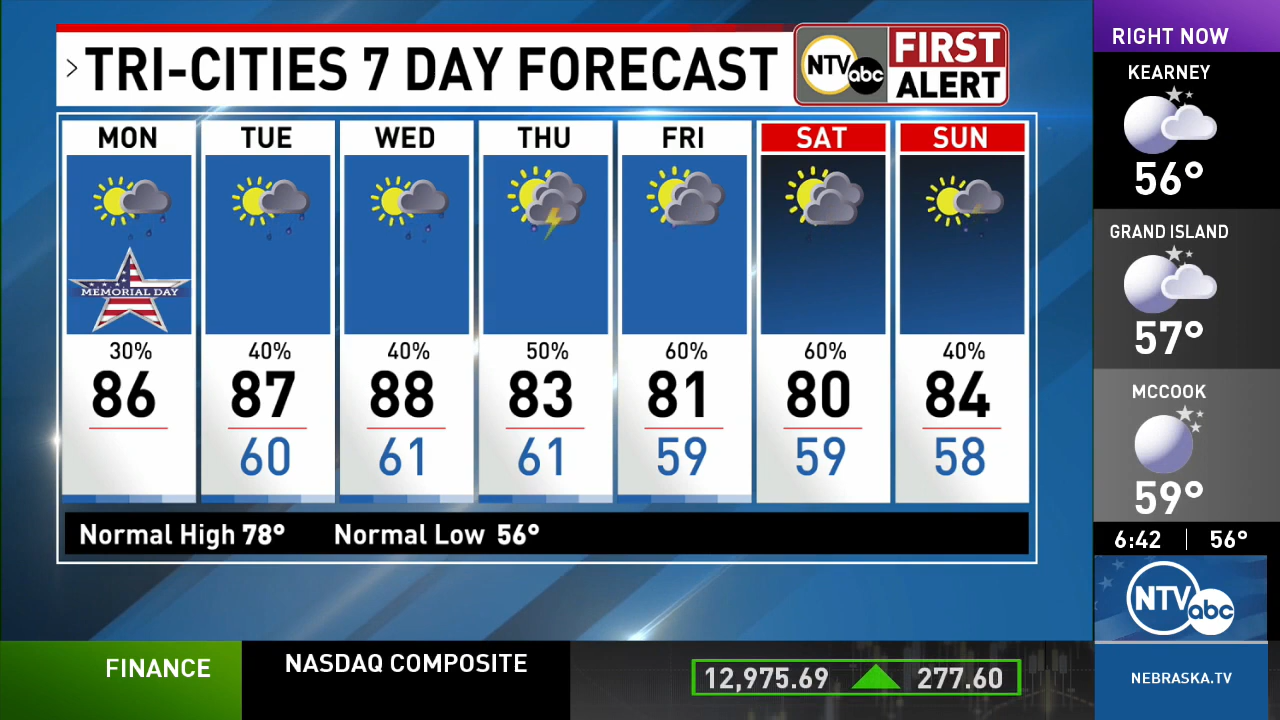 > TRI-CITIES 7 DAY FORECAST
NTV abc
FIRST
ALERT
MON TUE WED THU FRI SAT SUN
MEMORIAL DAY
30% 40% 40% 50% 60% 60% 40%
86 87 88 83 81 80 84
60 61 61 59 59 58
Normal High 78° Normal Low 56°
RIGHT NOW
KEARNEY
56°
GRAND ISLAND
57°
MCCOOK
59°
6:42 | 56°
NTV abc
NEBRASKA.TV
FINANCE
NASDAQ COMPOSITE
12,975.69 277.60